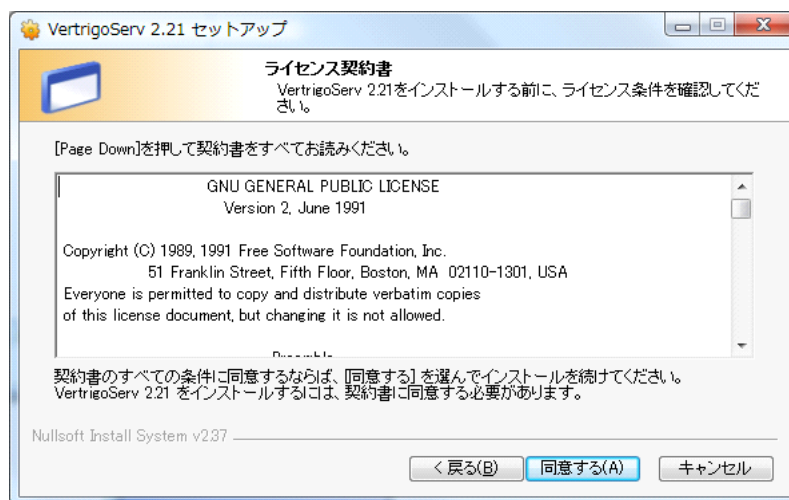 VertrigoServ 2.21 セットアップ
ライセンス契約書
VertrigoServ 2.21をインストールする前に、ライセンス条件を確認してくだ
さい。
[Page Down]を押して契約書をすべてお読みください。
GNU GENERAL PUBLIC LICENSE
Version 2, June 1991
Copyright (C) 1989, 1991 Free Software Foundation, Inc.
51 Franklin Street, Fifth Floor, Boston, MA 02110-1301, USA
Everyone is permitted to copy and distribute verbatim copies
of this license document, but changing it is not allowed.
Preamble
契約書のすべての条件に同意するならば、[同意する] を選んでインストールを続けてください。
VertrigoServ 2.21 をインストールするには、契約書に同意する必要があります。
Nullsoft Install System v2.37
< 戻る(B)
同意する(A)
キャンセル